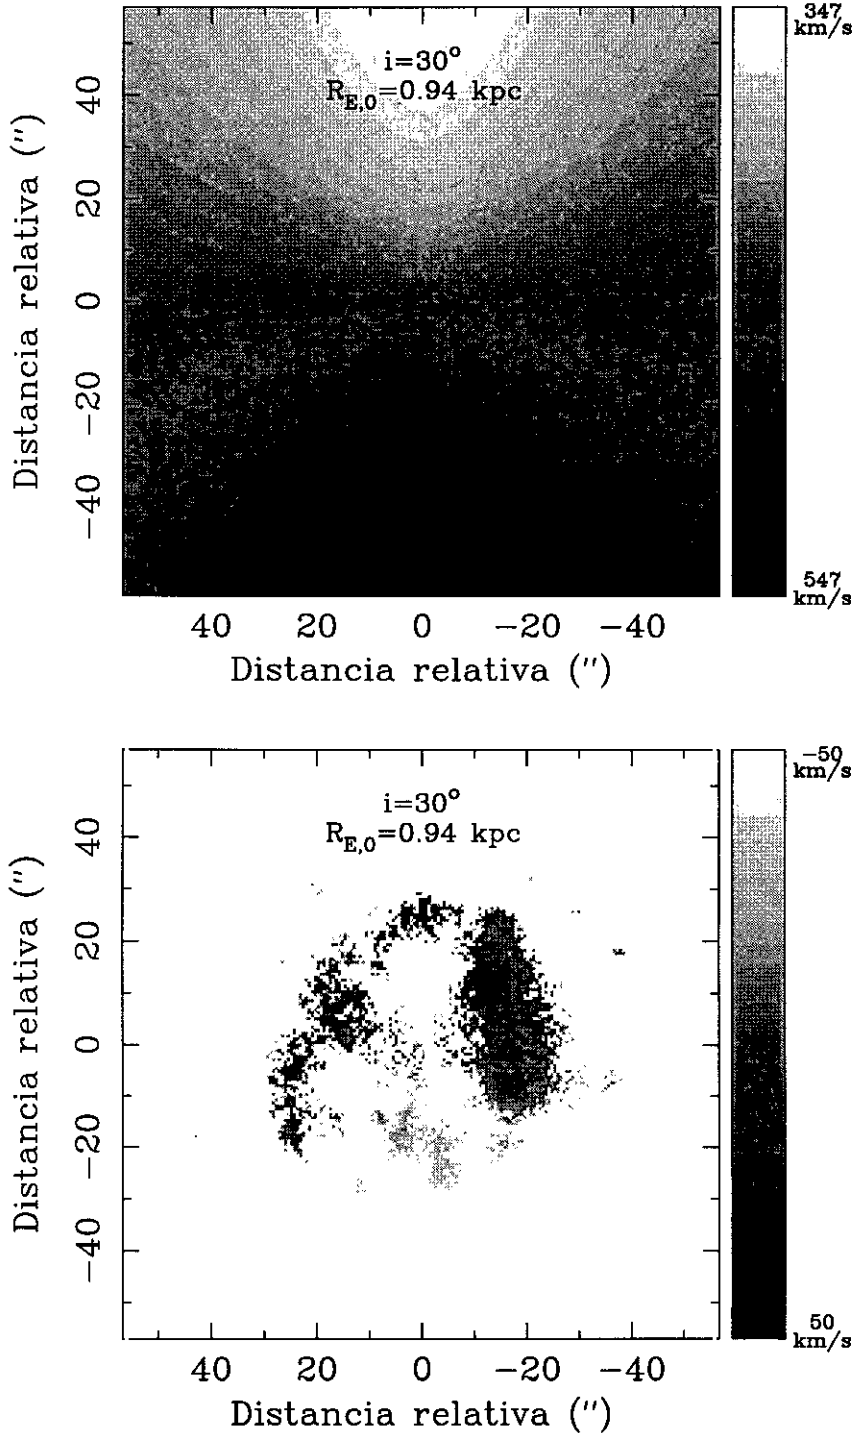 i=30°
R_E,0=0.94 kpc
347
km/s
Distancia relativa (″)
40
20
0
−20
−40
547
km/s
40 20 0 −20 −40
Distancia relativa (″)
i=30°
R_E,0=0.94 kpc
−50
km/s
Distancia relativa (″)
40
20
0
−20
−40
50
km/s
40 20 0 −20 −40
Distancia relativa (″)